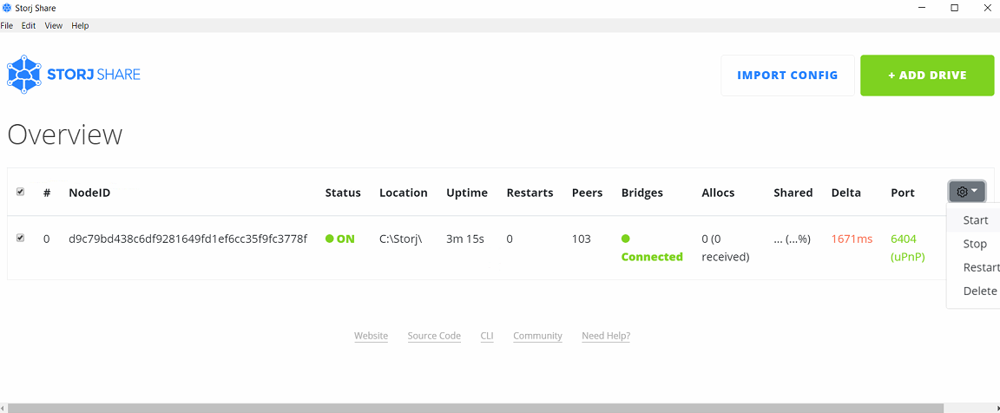 Storj Share
File Edit View Help
STORJ SHARE
IMPORT CONFIG
+ ADD DRIVE
Overview
# NodeID Status Location Uptime Restarts Peers Bridges Allocs Shared Delta Port
0 d9c79bd438c6df9281649fd1ef6cc35f9fc3778f ON C:\Storj\ 3m 15s 0 103 Connected 0 (0 received) ... (...%) 1671ms 6404 (uPnP)
Start
Stop
Restart
Delete
Website Source Code CLI Community Need Help?